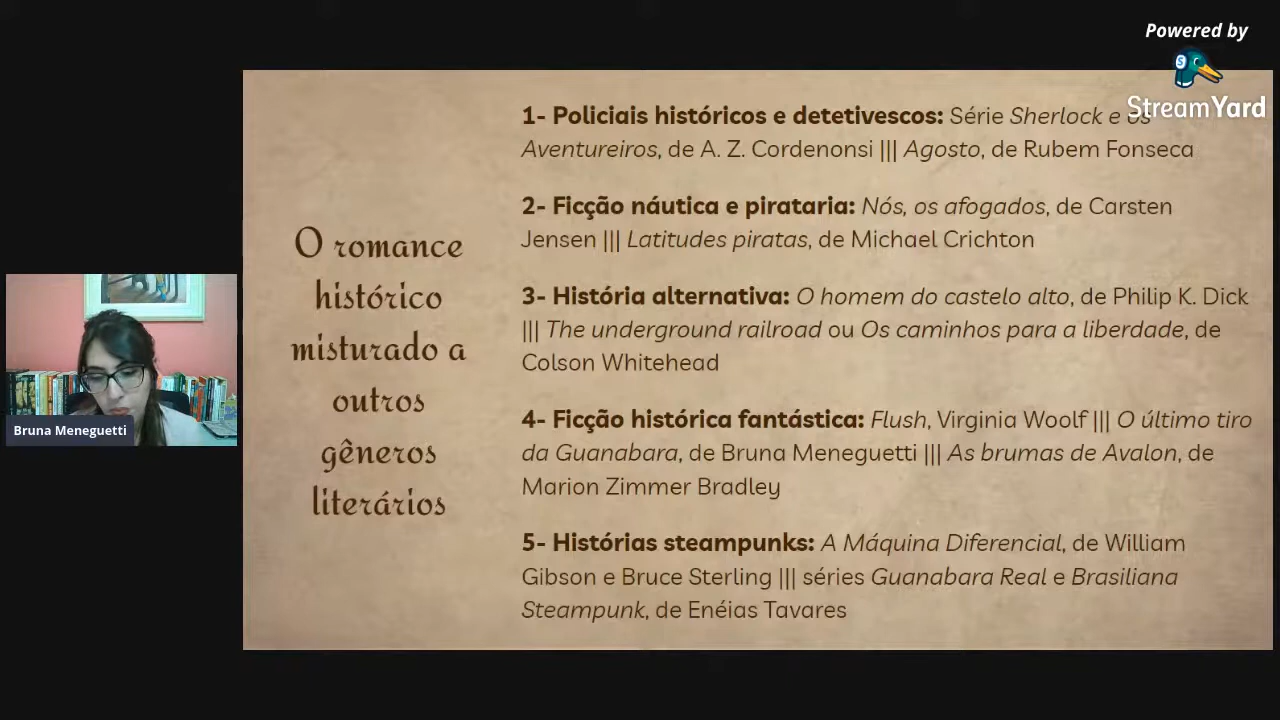 Powered by
StreamYard
1- Policiais históricos e detetivescos: Série Sherlock e os
Aventureiros, de A. Z. Cordenonsi ||| Agosto, de Rubem Fonseca
2- Ficção náutica e pirataria: Nós, os afogados, de Carsten
Jensen ||| Latitudes piratas, de Michael Crichton
3- História alternativa: O homem do castelo alto, de Philip K. Dick
||| The underground railroad ou Os caminhos para a liberdade, de
Colson Whitehead
4- Ficção histórica fantástica: Flush, Virginia Woolf ||| O último tiro
da Guanabara, de Bruna Meneguetti ||| As brumas de Avalon, de
Marion Zimmer Bradley
5- Histórias steampunks: A Máquina Diferencial, de William
Gibson e Bruce Sterling ||| séries Guanabara Real e Brasiliana
Steampunk, de Enéias Tavares
O romance
histórico
misturado a
outros
gêneros
literários
Bruna Meneguetti